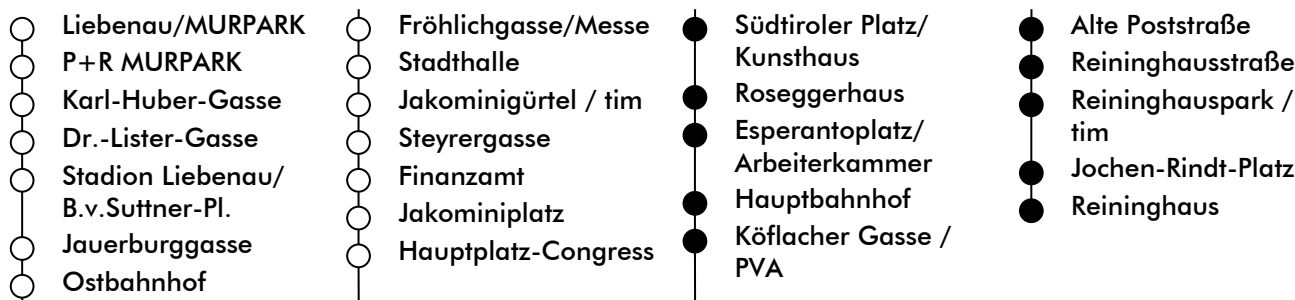 Liebenau/MURPARK
P+R MURPARK
Karl-Huber-Gasse
Dr.-Lister-Gasse
Stadion Liebenau/
B.v.Suttner-Pl.
Jauerburggasse
Ostbahnhof
Fröhlichgasse/Messe
Stadthalle
Jakominigürtel / tim
Steyrergasse
Finanzamt
Jakominiplatz
Hauptplatz-Congress
Südtiroler Platz/
Kunsthaus
Roseggerhaus
Esperantoplatz/
Arbeiterkammer
Hauptbahnhof
Köflacher Gasse /
PVA
Alte Poststraße
Reininghausstraße
Reininghauspark /
tim
Jochen-Rindt-Platz
Reininghaus